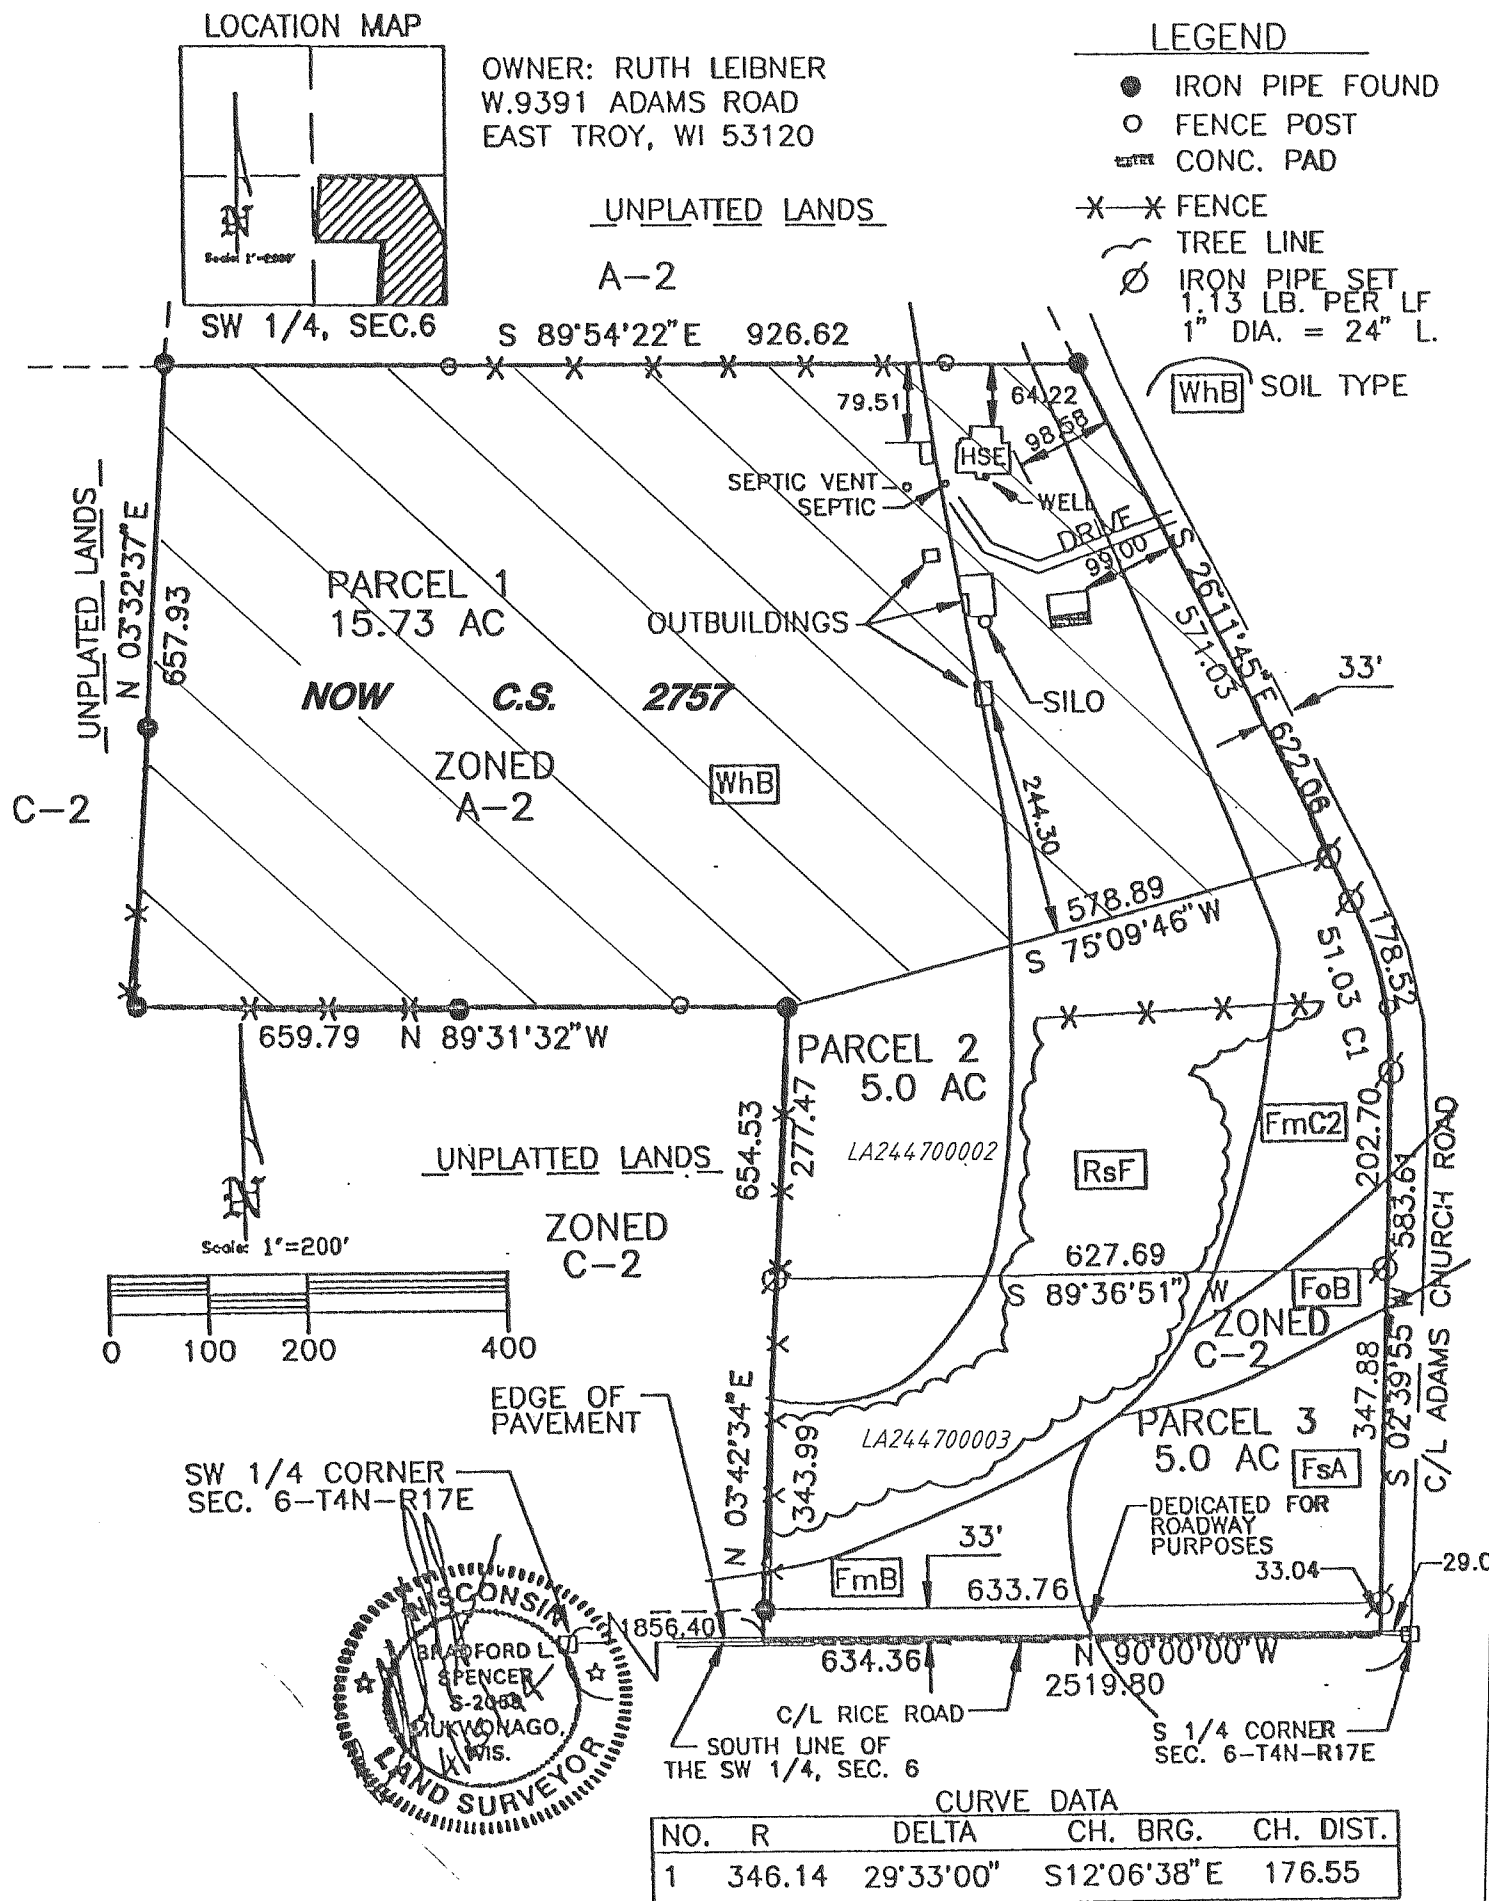 LOCATION MAP
Scale: 1"=2000'
SW 1/4, SEC.6
OWNER: RUTH LEIBNER
W.9391 ADAMS ROAD
EAST TROY, WI 53120
LEGEND
IRON PIPE FOUND
FENCE POST
CONC. PAD
FENCE
TREE LINE
IRON PIPE SET
1.13 LB. PER LF
1" DIA. = 24" L.
WhB SOIL TYPE
UNPLATTED LANDS
A-2
S 89°54'22" E 926.62
79.51
64.22
98.58
HSE
SEPTIC VENT
SEPTIC
WELL
DRIVE
99.00
UNPLATED LANDS
N 03°32'37" E
657.93
PARCEL 1
15.73 AC
OUTBUILDINGS
NOW C.S. 2757
SILO
S 26°11'45" E 622.06
571.03
33'
ZONED
A-2
WhB
C-2
244.30
578.89
S 75°09'46" W
178.52
51.03 C1
659.79 N 89°31'32" W
PARCEL 2
5.0 AC
654.53
277.47
LA244700002
RsF
FmC2
202.70
583.61
UNPLATTED LANDS
ZONED
C-2
N
Scale: 1"=200'
0 100 200 400
627.69
S 89°36'51" W
FoB
ZONED
C-2
347.88
S 02°39'55" W
C/L ADAMS CNURCH ROAD
EDGE OF
PAVEMENT
N 03°42'34" E
343.99
LA244700003
PARCEL 3
5.0 AC
FsA
SW 1/4 CORNER
SEC. 6-T4N-R17E
DEDICATED FOR
ROADWAY
PURPOSES
33'
FmB
633.76
33.04
29.0
1856.40
634.36
N 90°00'00" W
2519.80
C/L RICE ROAD
SOUTH LINE OF
THE SW 1/4, SEC. 6
S 1/4 CORNER
SEC. 6-T4N-R17E
WISCONSIN
BRADFORD L.
SPENCER
MUKWONAGO,
WIS.
LAND SURVEYOR
CURVE DATA
NO. R DELTA CH. BRG. CH. DIST.
1 346.14 29°33'00" S12°06'38" E 176.55